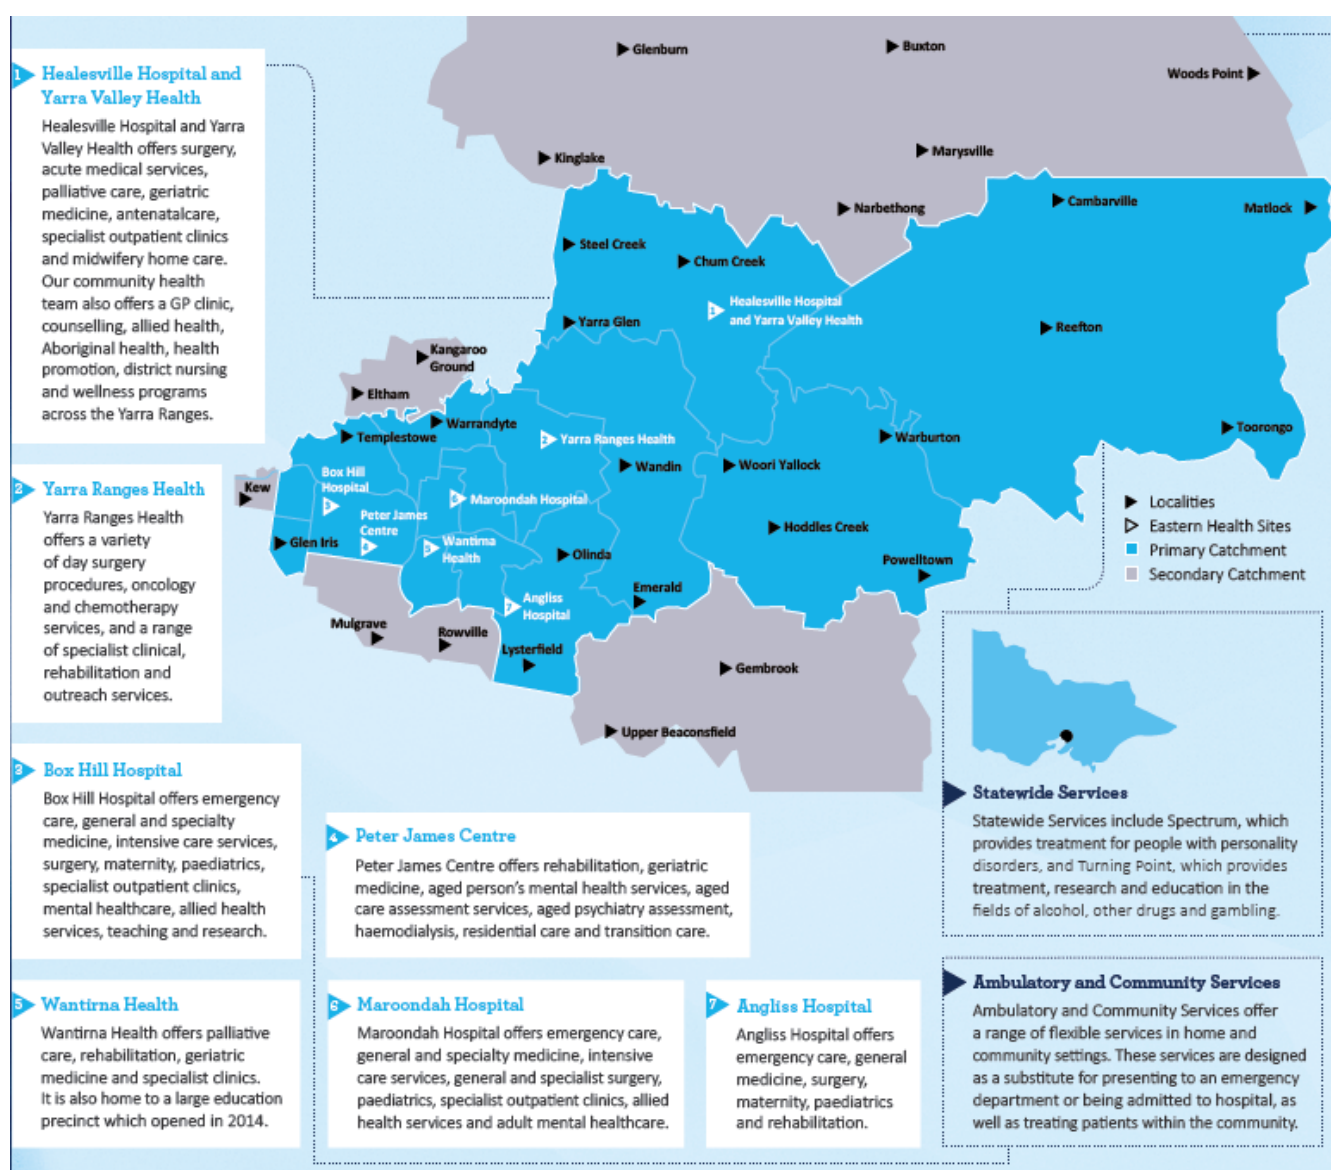 Glenburn
Buxton
Woods Point
Kinglake
Marysville
Narbethong
Cambarville
Matlock
Steel Creek
Chum Creek
Healesville Hospital
and Yarra Valley Health
1
Yarra Glen
Reefton
Kangaroo
Ground
Eltham
Warrandyte
Templestowe
2
Yarra Ranges Health
Warburton
Toorongo
Wandin
Woori Yallock
Box Hill
Hospital
3
Kew
6
Maroondah Hospital
Peter James
Centre
4
Glen Iris
5
Wantirna
Health
Hoddles Creek
Olinda
Powelltown
Emerald
7
Angliss
Hospital
Mulgrave
Rowville
Lysterfield
Gembrook
Upper Beaconsfield
Localities
Eastern Health Sites
Primary Catchment
Secondary Catchment
1
Healesville Hospital and
Yarra Valley Health
Healesville Hospital and Yarra
Valley Health offers surgery,
acute medical services,
palliative care, geriatric
medicine, antenatalcare,
specialist outpatient clinics
and midwifery home care.
Our community health
team also offers a GP clinic,
counselling, allied health,
Aboriginal health, health
promotion, district nursing
and wellness programs
across the Yarra Ranges.
2
Yarra Ranges Health
Yarra Ranges Health
offers a variety
of day surgery
procedures, oncology
and chemotherapy
services, and a range
of specialist clinical,
rehabilitation and
outreach services.
3
Box Hill Hospital
Box Hill Hospital offers emergency
care, general and specialty
medicine, intensive care services,
surgery, maternity, paediatrics,
specialist outpatient clinics,
mental healthcare, allied health
services, teaching and research.
4
Peter James Centre
Peter James Centre offers rehabilitation, geriatric
medicine, aged person's mental health services, aged
care assessment services, aged psychiatry assessment,
haemodialysis, residential care and transition care.
5
Wantirna Health
Wantirna Health offers palliative
care, rehabilitation, geriatric
medicine and specialist clinics.
It is also home to a large education
precinct which opened in 2014.
6
Maroondah Hospital
Maroondah Hospital offers emergency care,
general and specialty medicine, intensive
care services, general and specialist surgery,
paediatrics, specialist outpatient clinics, allied
health services and adult mental healthcare.
7
Angliss Hospital
Angliss Hospital offers
emergency care, general
medicine, surgery,
maternity, paediatrics
and rehabilitation.
Statewide Services
Statewide Services include Spectrum, which
provides treatment for people with personality
disorders, and Turning Point, which provides
treatment, research and education in the
fields of alcohol, other drugs and gambling.
Ambulatory and Community Services
Ambulatory and Community Services offer
a range of flexible services in home and
community settings. These services are designed
as a substitute for presenting to an emergency
department or being admitted to hospital, as
well as treating patients within the community.